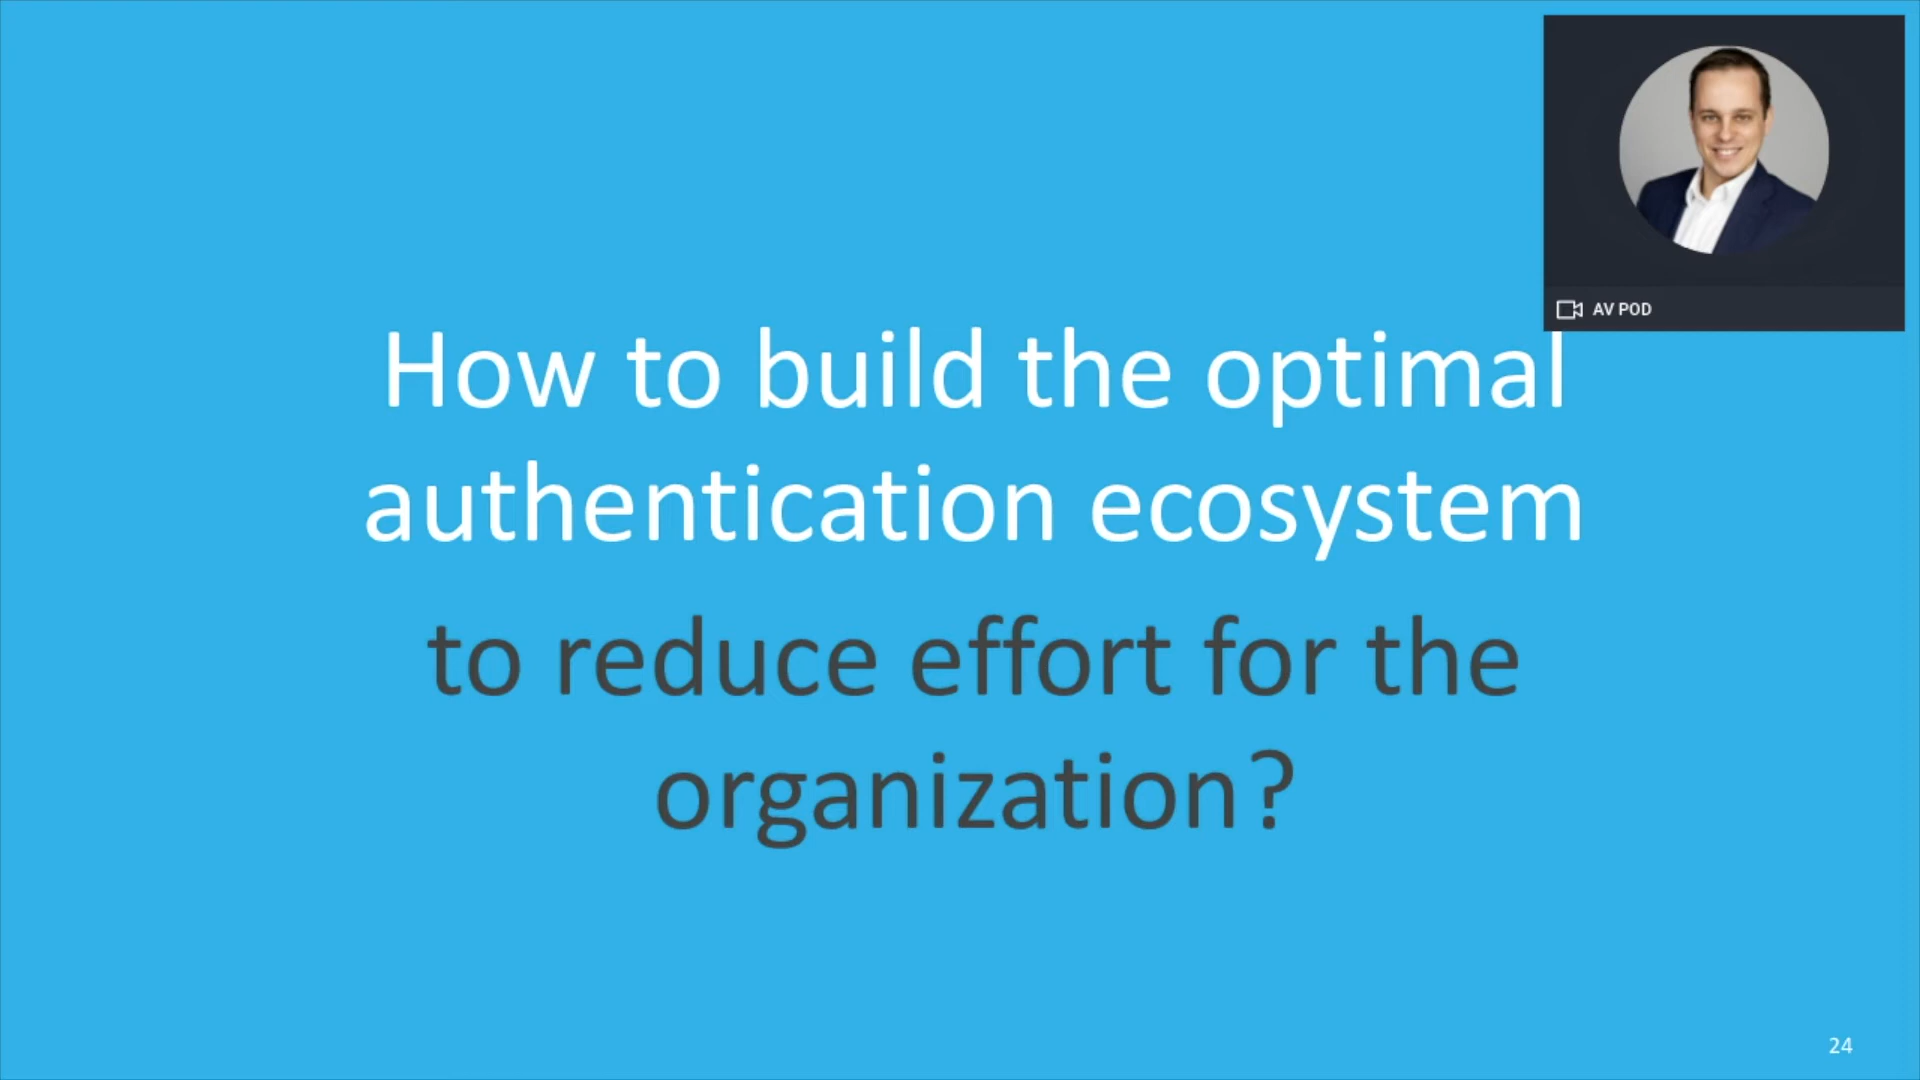 AV POD
How to build the optimal
authentication ecosystem
to reduce effort for the
organization?
24